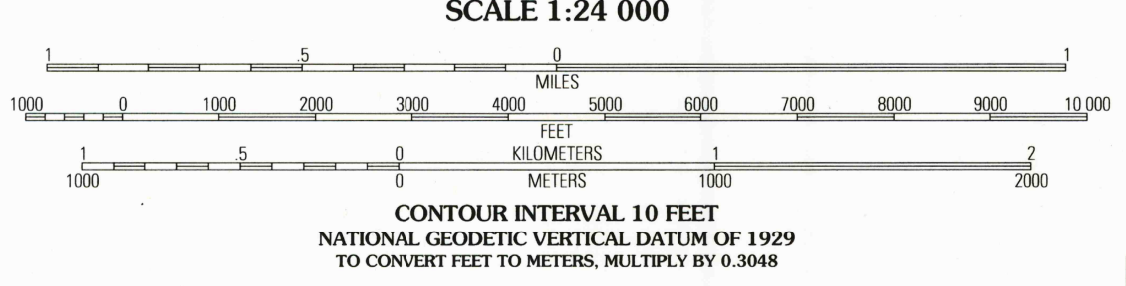 SCALE 1:24 000
1 .5 0 1
MILES
1000 0 1000 2000 3000 4000 5000 6000 7000 8000 9000 10 000
FEET
1 .5 0 KILOMETERS 1 2
1000 0 METERS 1000 2000
CONTOUR INTERVAL 10 FEET
NATIONAL GEODETIC VERTICAL DATUM OF 1929
TO CONVERT FEET TO METERS, MULTIPLY BY 0.3048